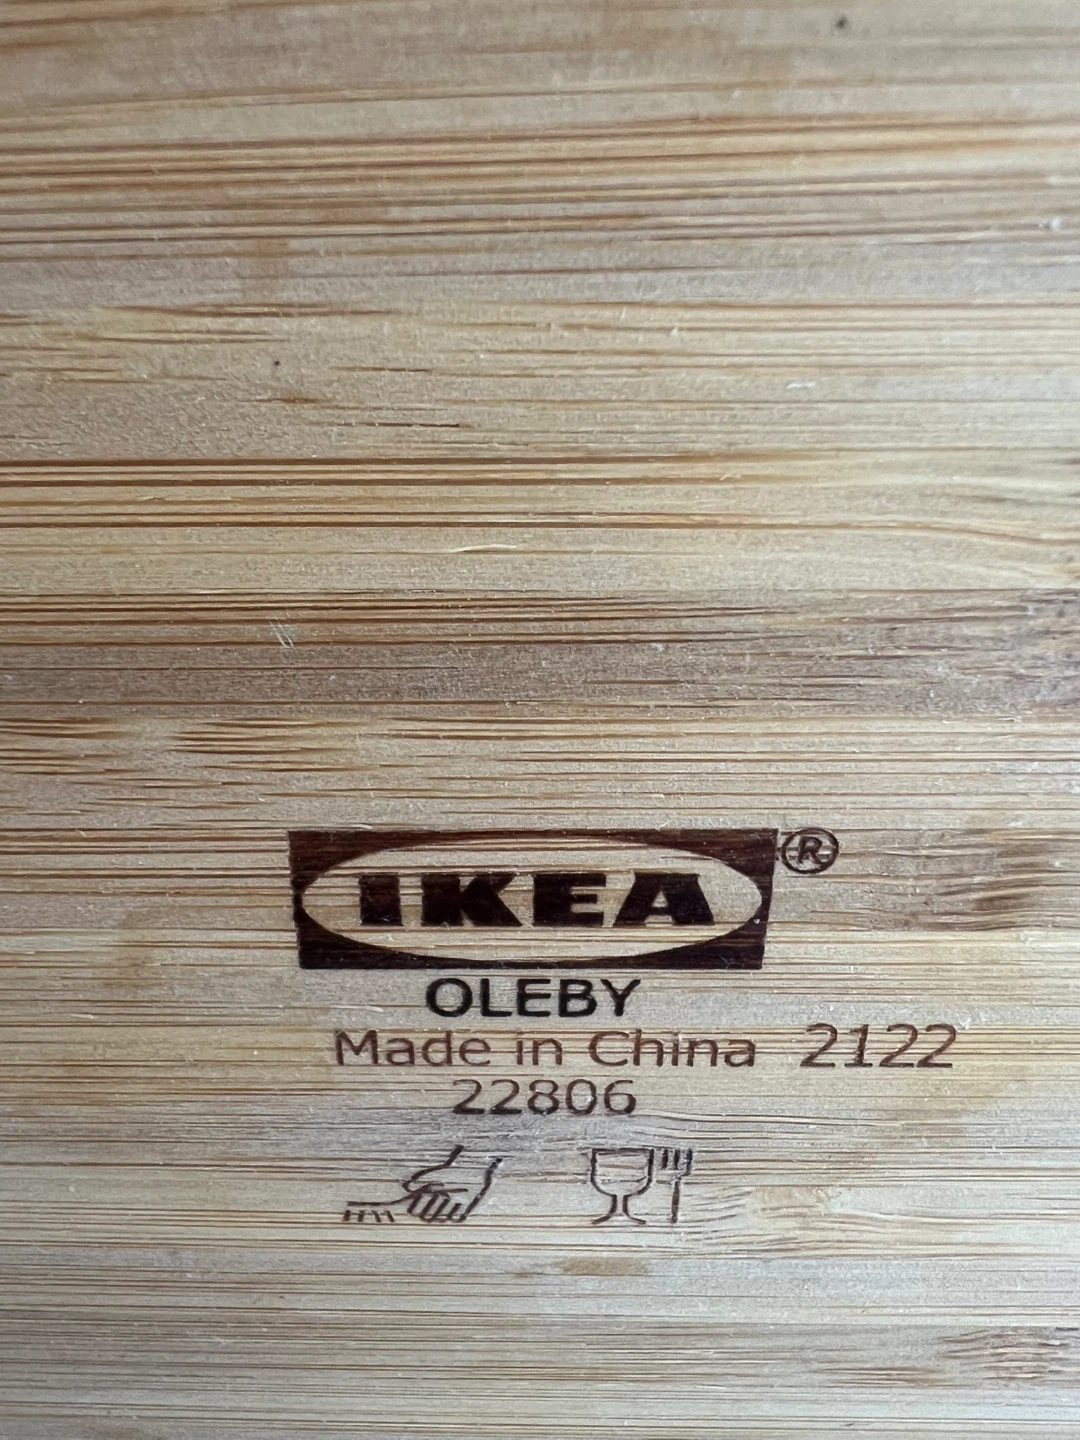 IKEA®
OLEBY
Made in China 2122
22806